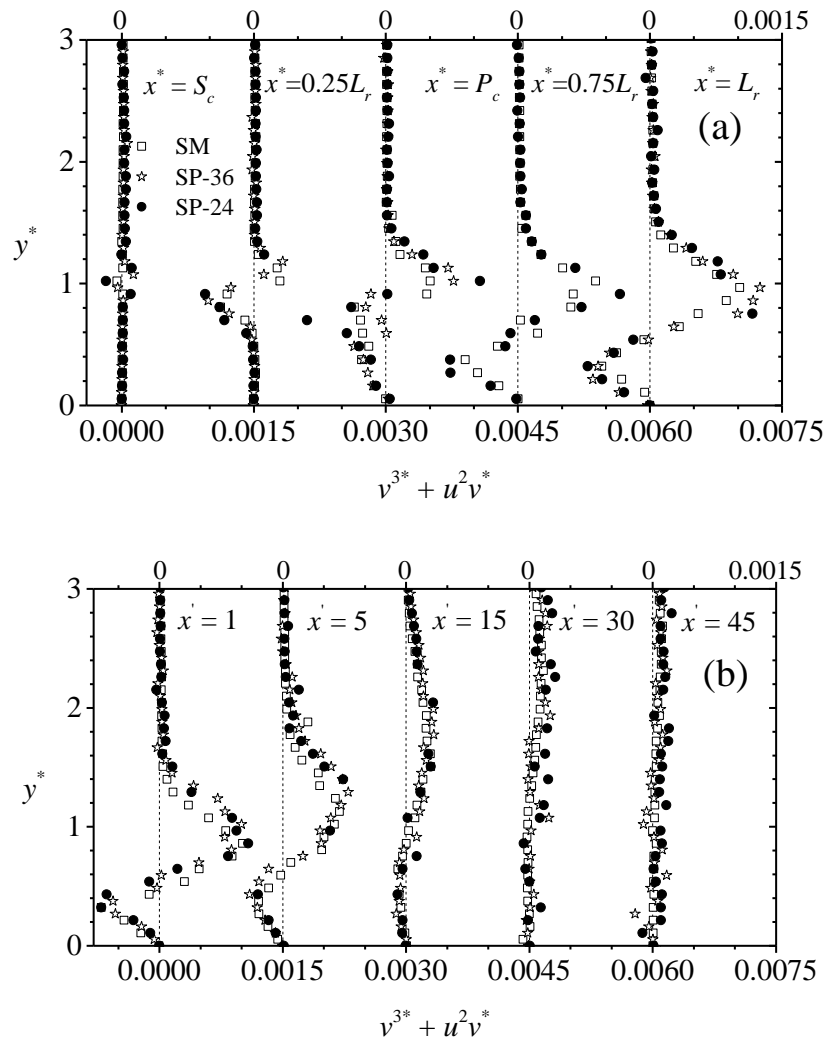 0 0 0 0 0 0.0015
3
x* = S_c x* = 0.25L_r x* = P_c x* = 0.75L_r x* = L_r
(a)
SM
SP-36
SP-24
2
y*
1
0
0.0000 0.0015 0.0030 0.0045 0.0060 0.0075
v^{3*} + u^2v^*
0 0 0 0 0 0.0015
3
x' = 1 x' = 5 x' = 15 x' = 30 x' = 45
(b)
2
y*
1
0
0.0000 0.0015 0.0030 0.0045 0.0060 0.0075
v^{3*} + u^2v^*